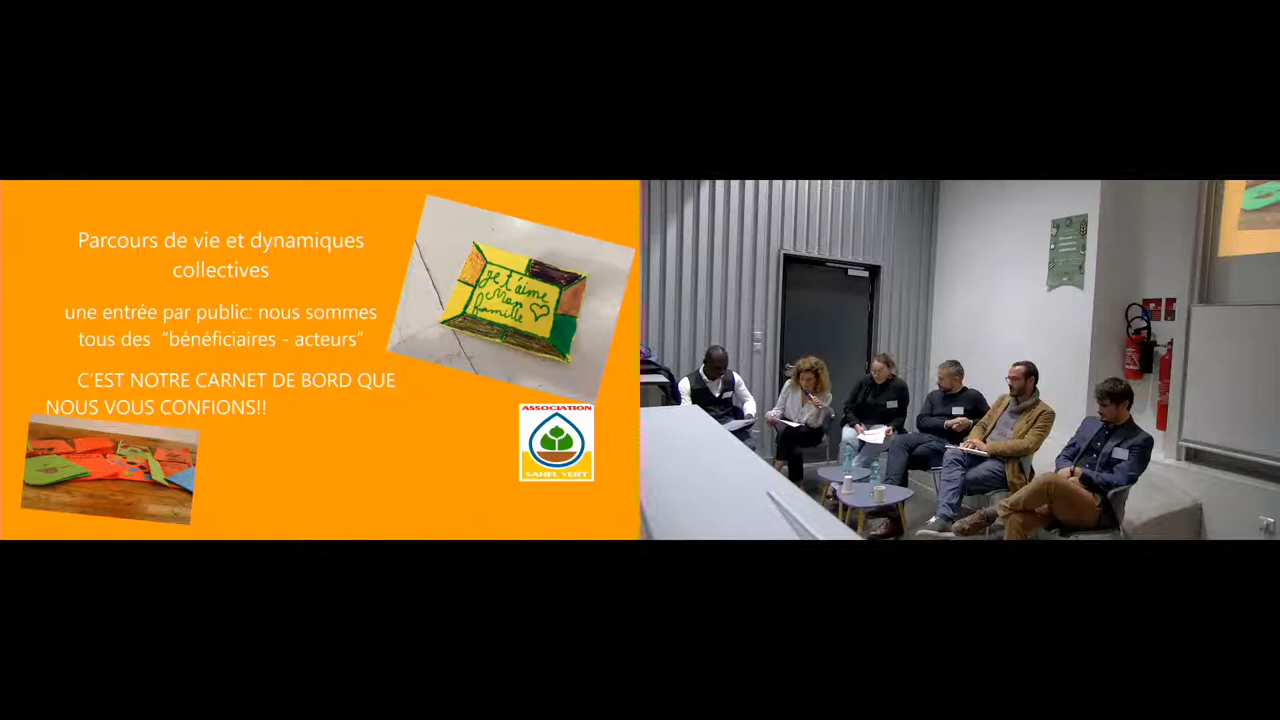 Parcours de vie et dynamiques
collectives
une entrée par public: nous sommes
tous des “bénéficiaires - acteurs”
C’EST NOTRE CARNET DE BORD QUE
NOUS VOUS CONFIONS!!
je t'aime
mon
famille
ASSOCIATION
SAHEL VERT